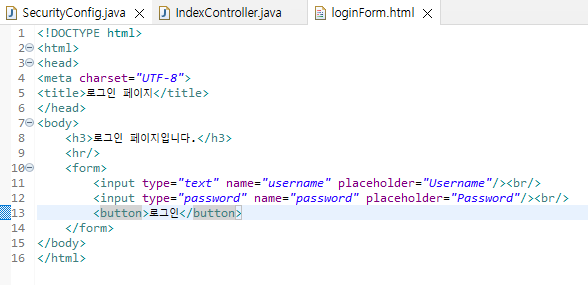 SecurityConfig.java IndexController.java loginForm.html
1 <!DOCTYPE html>
2 <html>
3 <head>
4 <meta charset="UTF-8">
5 <title>로그인 페이지</title>
6 </head>
7 <body>
8 <h3>로그인 페이지입니다.</h3>
9 <hr/>
10 <form>
11 <input type="text" name="username" placeholder="Username"/><br/>
12 <input type="password" name="password" placeholder="Password"/><br/>
13 <button>로그인</button>
14 </form>
15 </body>
16 </html>